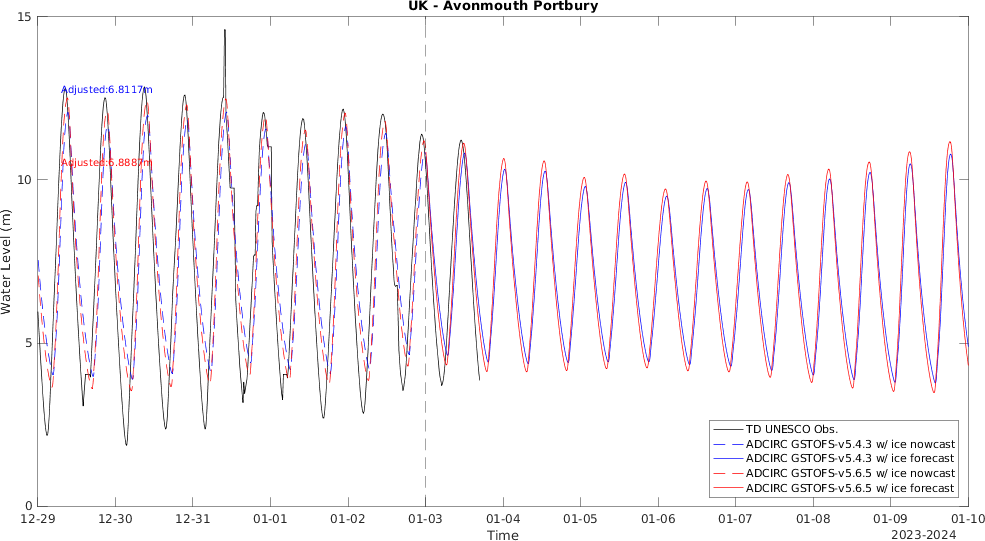 UK - Avonmouth Portbury
15
10
5
0
Water Level (m)
Adjusted:6.8117m
Adjusted:6.8887m
TD UNESCO Obs.
ADCIRC GSTOFS-v5.4.3 w/ ice nowcast
ADCIRC GSTOFS-v5.4.3 w/ ice forecast
ADCIRC GSTOFS-v5.6.5 w/ ice nowcast
ADCIRC GSTOFS-v5.6.5 w/ ice forecast
12-29 12-30 12-31 01-01 01-02 01-03 01-04 01-05 01-06 01-07 01-08 01-09 01-10
Time
2023-2024